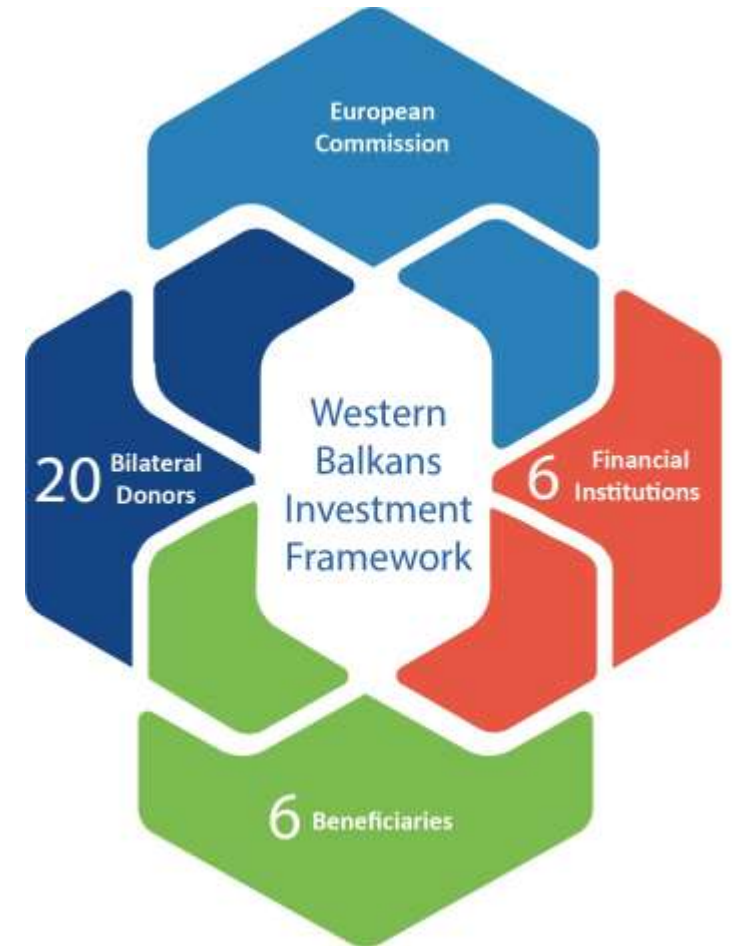 European
Commission
Western
Balkans
Investment
Framework
20 Bilateral
Donors
6 Financial
Institutions
6 Beneficiaries